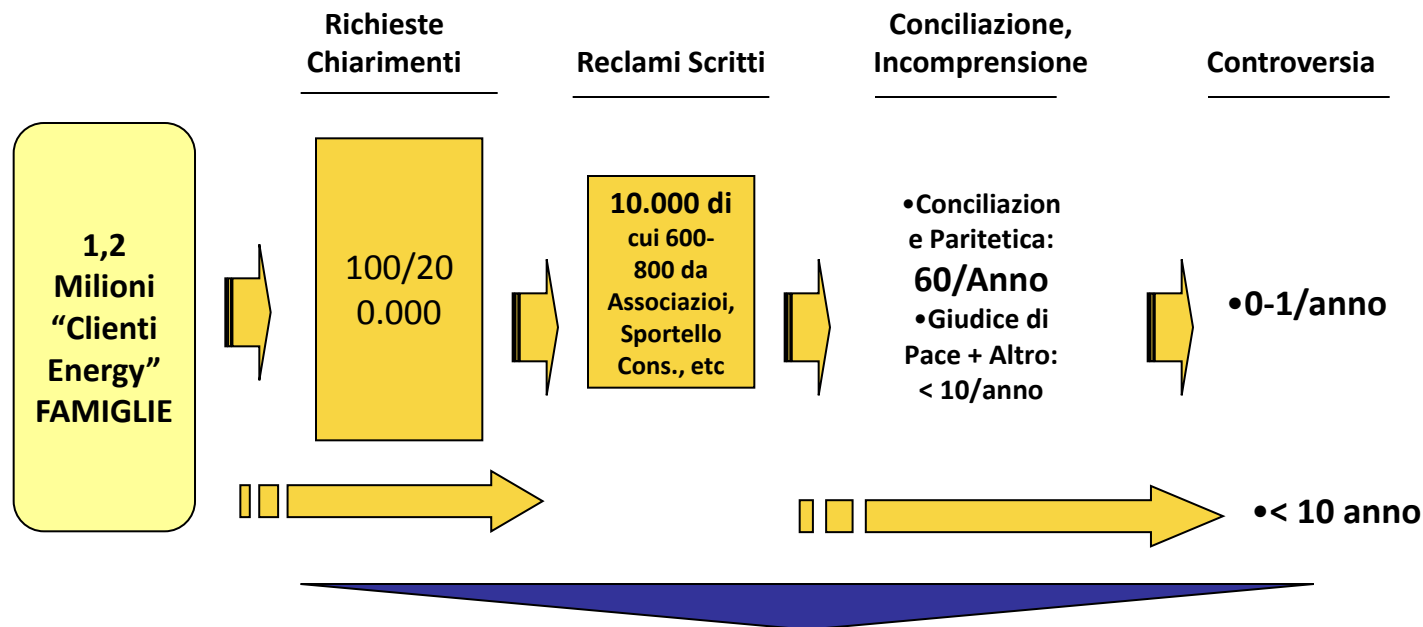 Richieste
Chiarimenti
Reclami Scritti
Conciliazione,
Incomprensione
Controversia
1,2
Milioni
“Clienti
Energy”
FAMIGLIE
100/20
0.000
10.000 di
cui 600-
800 da
Associazioi,
Sportello
Cons., etc
•Conciliazion
e Paritetica:
60/Anno
•Giudice di
Pace + Altro:
< 10/anno
•0-1/anno
•< 10 anno